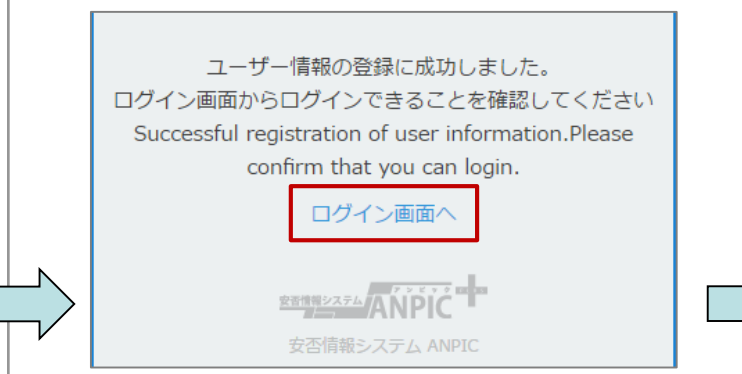 ユーザー情報の登録に成功しました。
ログイン画面からログインできることを確認してください
Successful registration of user information.Please
confirm that you can login.
ログイン画面へ
安否情報システム ANPIC
安否情報システム ANPIC